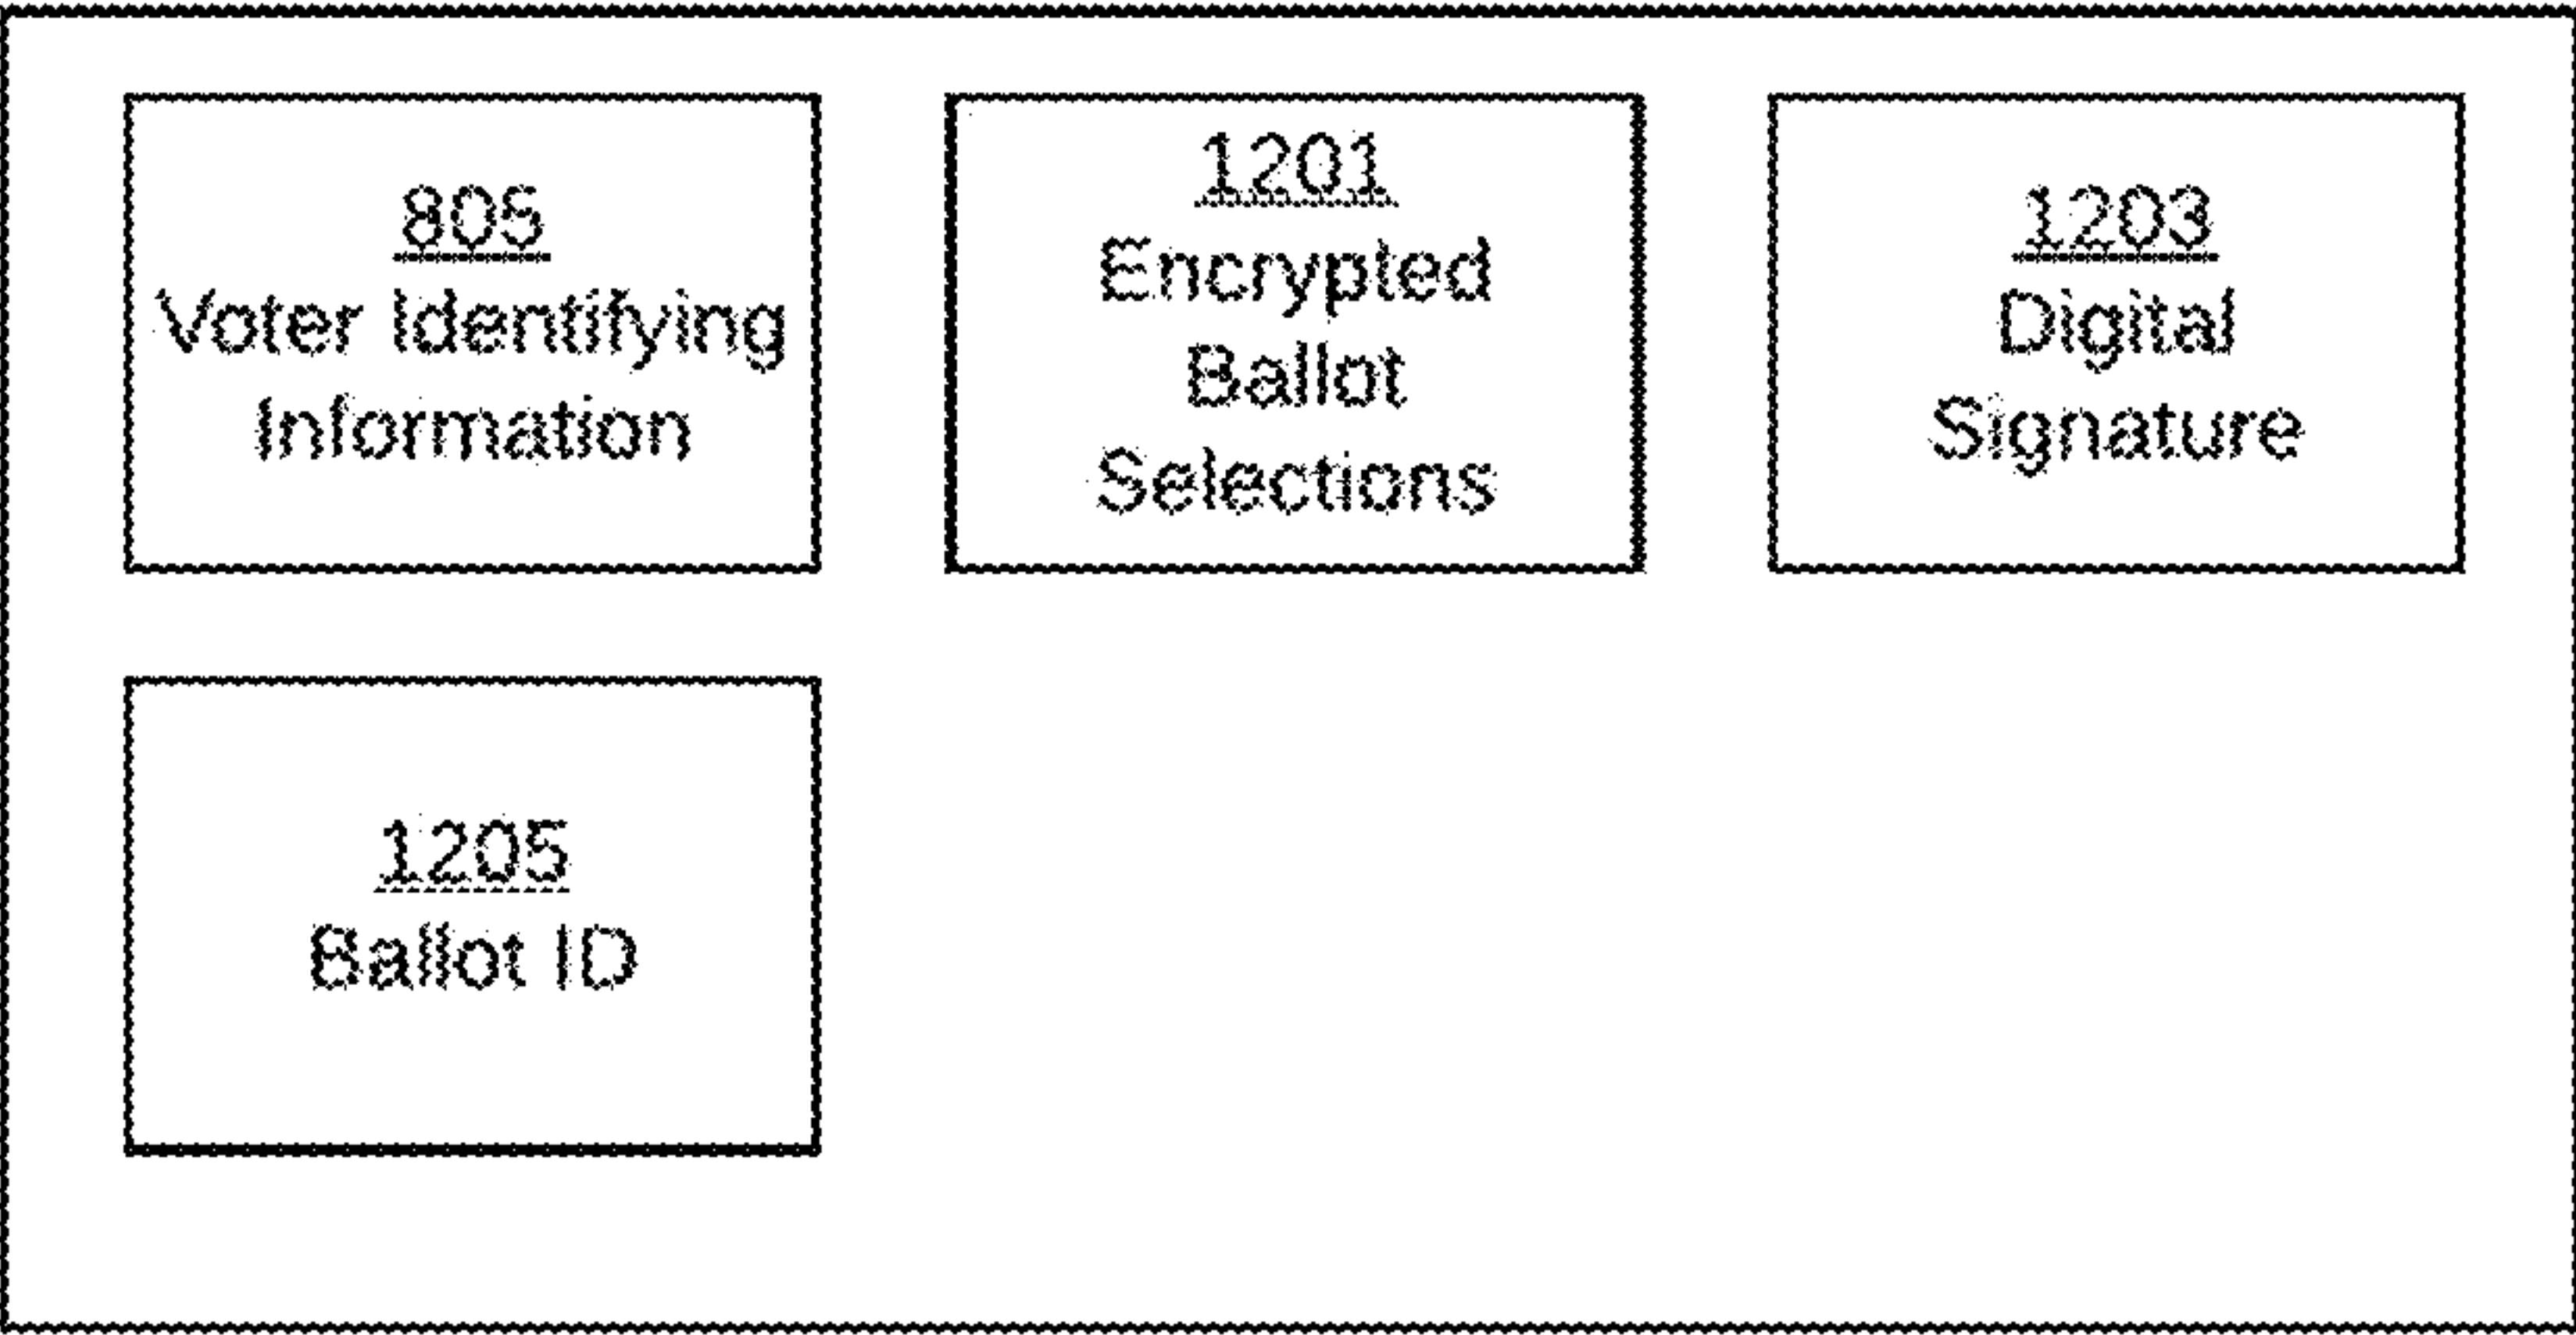 805
Voter Identifying
Information
1201
Encrypted
Ballot
Selections
1203
Digital
Signature
1205
Ballot ID